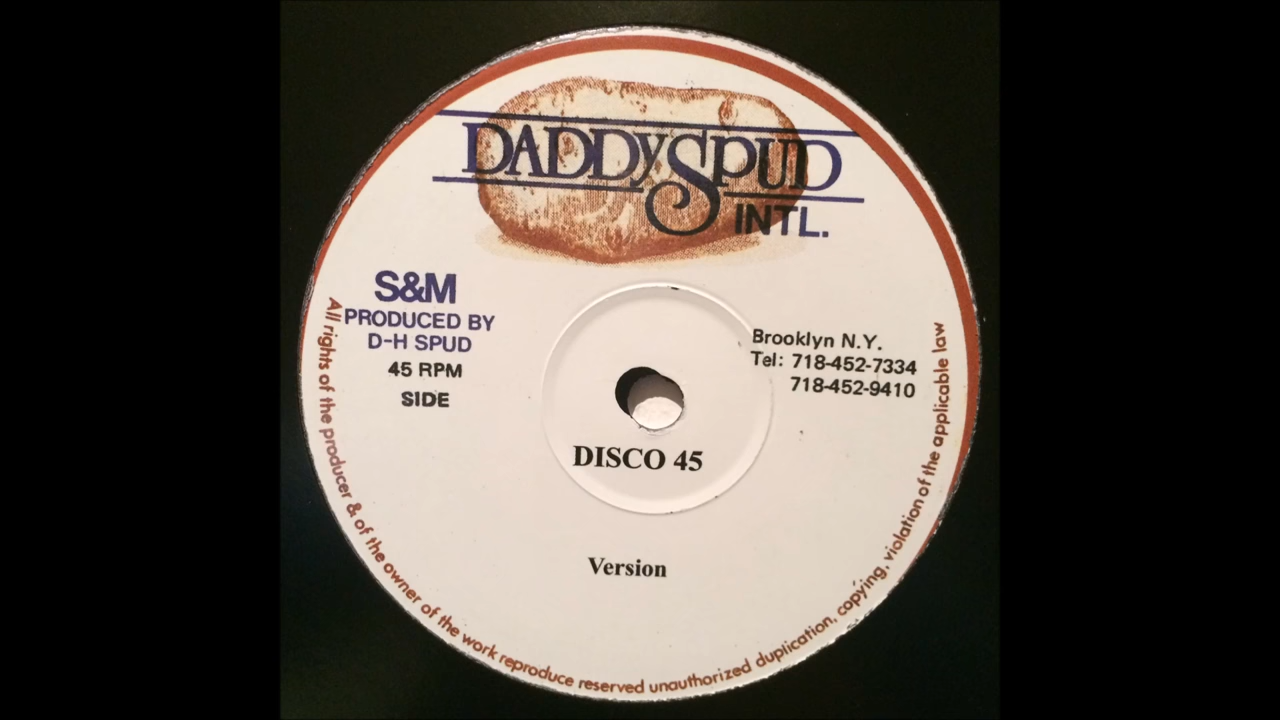 DADDY SPUD
INTL.
S&M
PRODUCED BY
D-H SPUD
45 RPM
SIDE
Brooklyn N.Y.
Tel: 718-452-7334
718-452-9410
DISCO 45
Version
All rights of the producer & of the owner of the work reproduce reserved unauthorized duplication, copying, violation of the applicable law